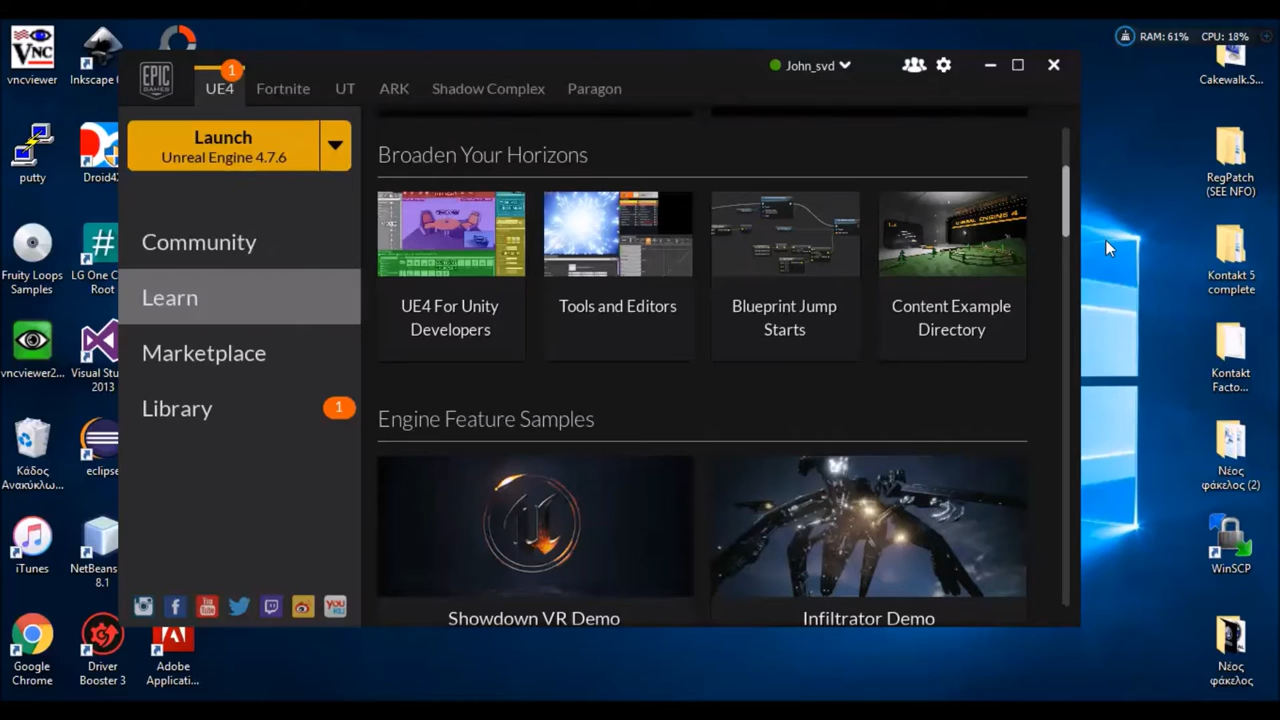 RAM: 61% CPU: 18%
vncviewer
Inkscape
Cakewalk.S...
EPIC
GAMES
UE4
1
Fortnite
UT
ARK
Shadow Complex
Paragon
John_svd
Launch
Unreal Engine 4.7.6
Community
Learn
Marketplace
Library
1
Broaden Your Horizons
UE4 For Unity
Developers
Tools and Editors
Blueprint Jump
Starts
Content Example
Directory
Engine Feature Samples
Showdown VR Demo
Infiltrator Demo
putty
Droid4
Fruity Loops
Samples
LG One C
Root
vncviewer2...
Visual Stu
2013
Κάδος
Ανακύκλω...
eclipse
iTunes
NetBeans
8.1
Google
Chrome
Driver
Booster 3
Adobe
Applicati...
RegPatch
(SEE NFO)
Kontakt 5
complete
Kontakt
Facto...
Νέος
φάκελος (2)
WinSCP
Νέος
φάκελος